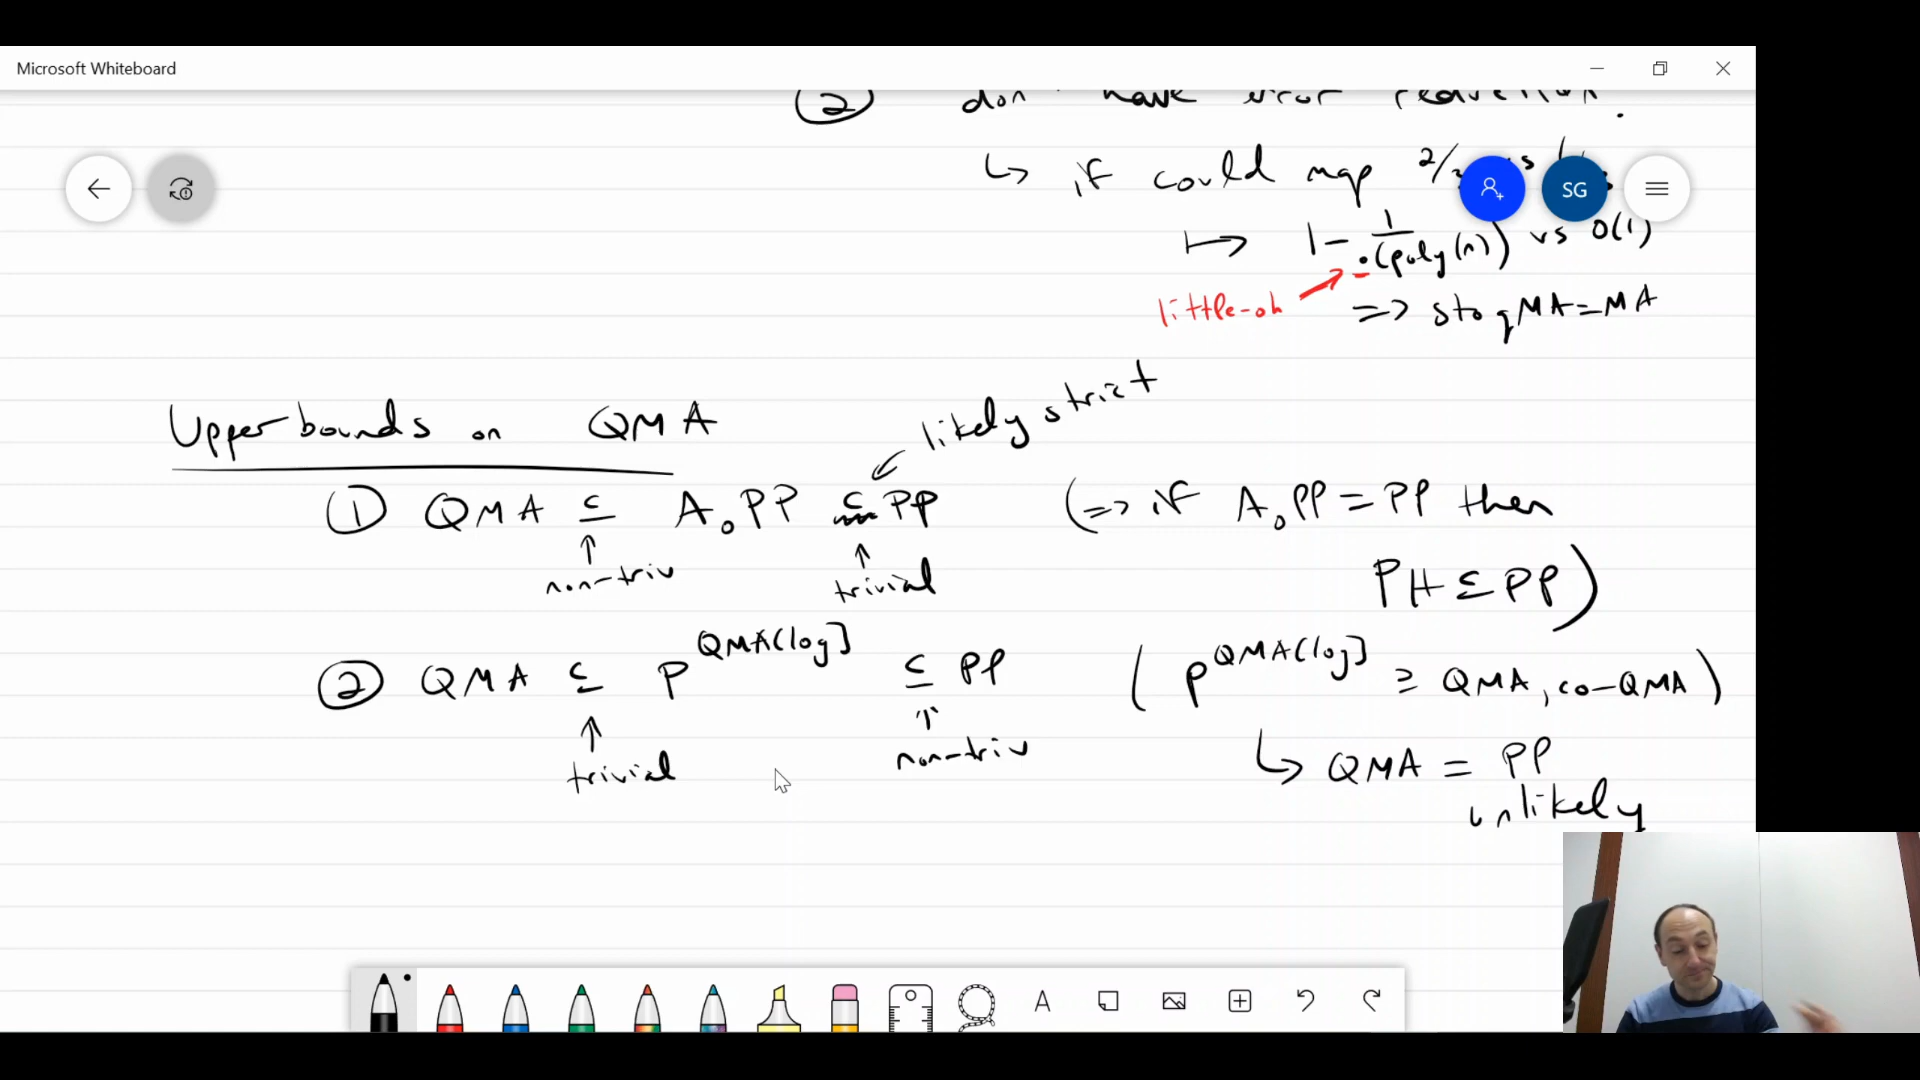 Microsoft Whiteboard
② don't have error reduction.
↳ if could map 2/3 vs
SG
↦ 1 - 1/o(poly(n)) vs O(1)
little-oh
=> stoqMA = MA
likely strict
Upper bounds on QMA
① QMA ⊆ A₀PP ⊆ PP (=> if A₀PP = PP then
non-triv trivial PH ⊆ PP)
② QMA ⊆ P^QMA[log] ⊆ PP (P^QMA[log] ⊇ QMA, co-QMA)
trivial non-triv ↳ QMA = PP
unlikely
A